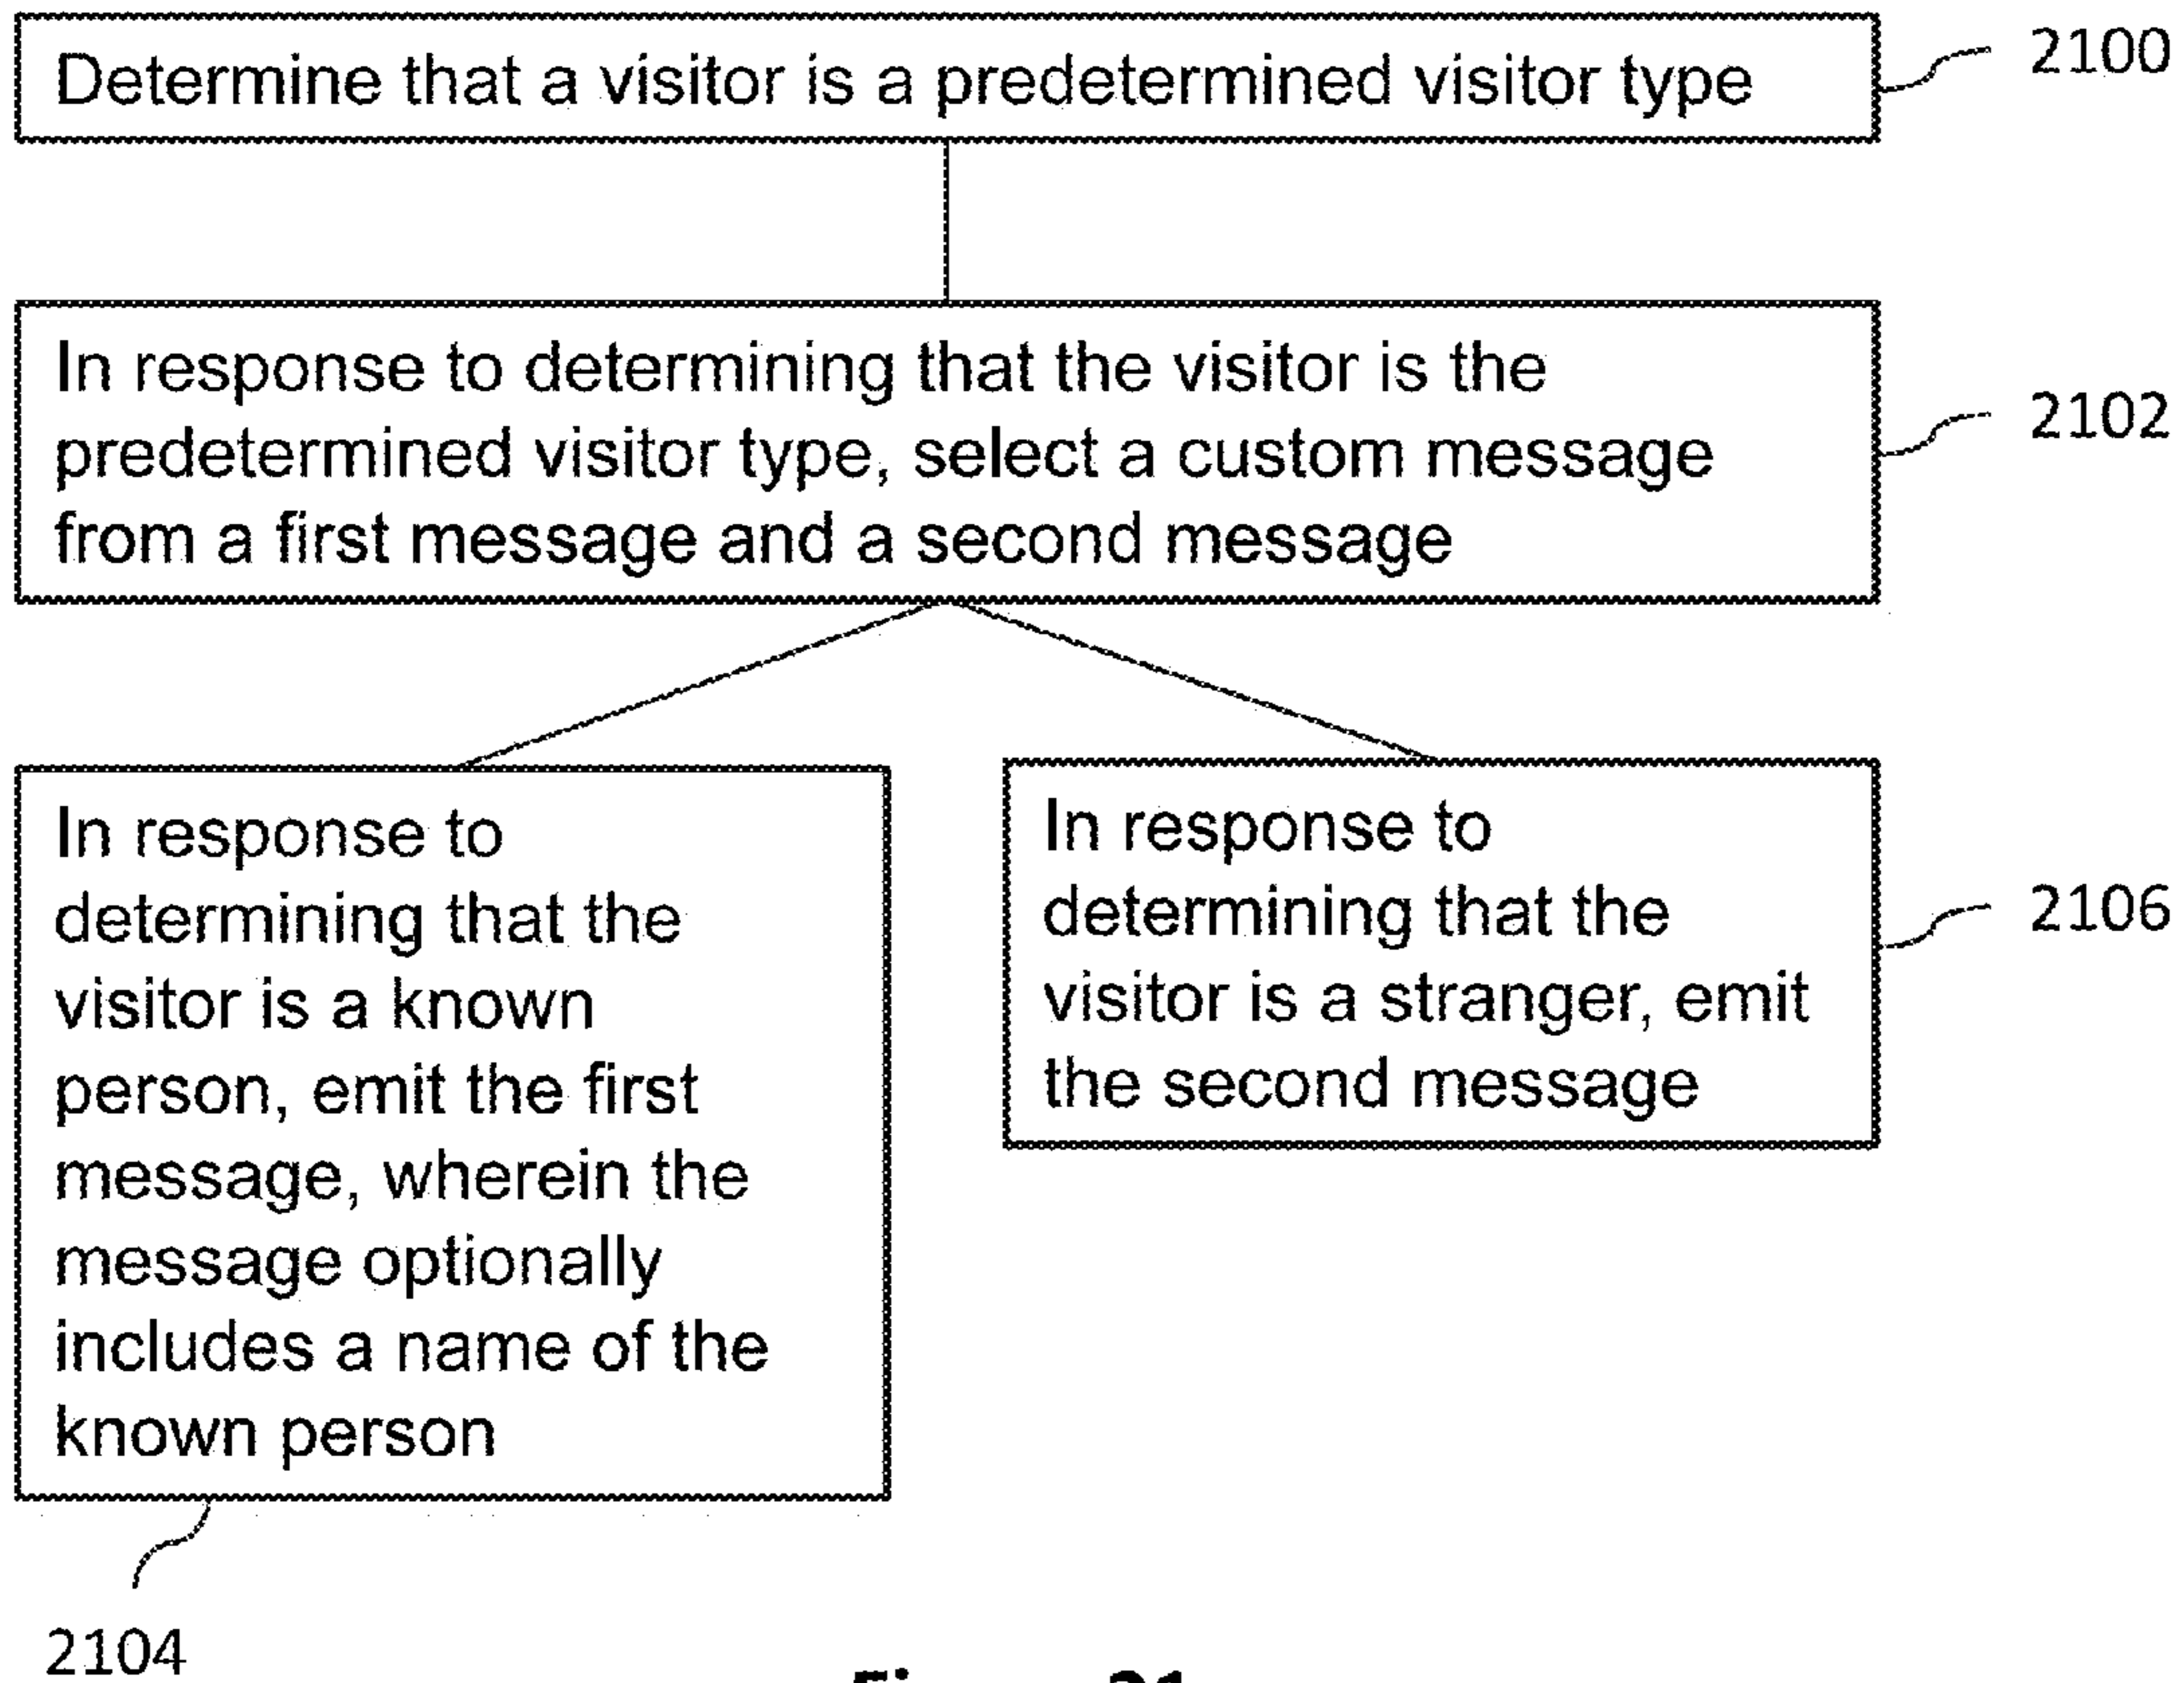 Determine that a visitor is a predetermined visitor type
2100
In response to determining that the
predetermined visitor type, select a custom message
from a first message and a second message
2102
In response to
determining that the
visitor is a known
person, emit the first
message, wherein the
message optionally
includes a name of the
known person
2104
In response to
determining that the
visitor is a stranger, emit
the second message
2106